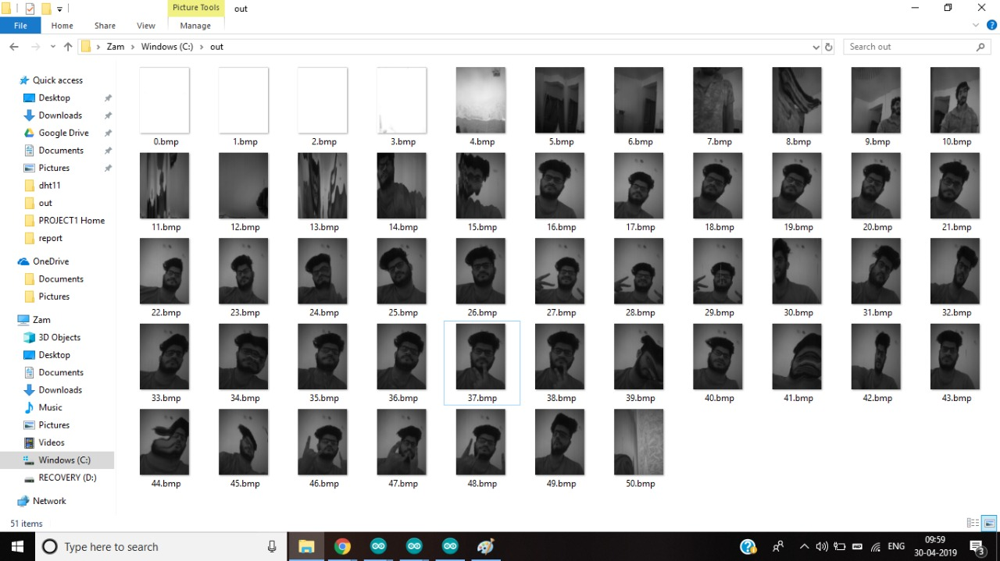 Picture Tools out
File Home Share View Manage
Zam Windows (C:) out Search out
Quick access
Desktop
Downloads
Google Drive
Documents
Pictures
dht11
out
PROJECT1 Home
report
OneDrive
Documents
Pictures
Zam
3D Objects
Desktop
Documents
Downloads
Music
Pictures
Videos
Windows (C:)
RECOVERY (D:)
Network
0.bmp 1.bmp 2.bmp 3.bmp 4.bmp 5.bmp 6.bmp 7.bmp 8.bmp 9.bmp 10.bmp
11.bmp 12.bmp 13.bmp 14.bmp 15.bmp 16.bmp 17.bmp 18.bmp 19.bmp 20.bmp 21.bmp
22.bmp 23.bmp 24.bmp 25.bmp 26.bmp 27.bmp 28.bmp 29.bmp 30.bmp 31.bmp 32.bmp
33.bmp 34.bmp 35.bmp 36.bmp 37.bmp 38.bmp 39.bmp 40.bmp 41.bmp 42.bmp 43.bmp
44.bmp 45.bmp 46.bmp 47.bmp 48.bmp 49.bmp 50.bmp
51 items
Type here to search ENG 09:59
30-04-2019 3